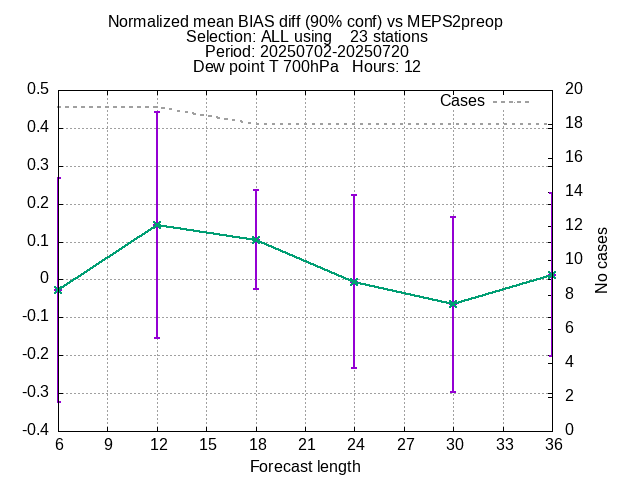 Normalized mean BIAS diff (90% conf) vs MEPS2preop
Selection: ALL using    23 stations
Period: 20250702-20250720
Dew point T 700hPa   Hours: 12
Cases
0.5
0.4
0.3
0.2
0.1
0
-0.1
-0.2
-0.3
-0.4
20
18
16
14
12
10
8
6
4
2
0
No cases
6 9 12 15 18 21 24 27 30 33 36
Forecast length